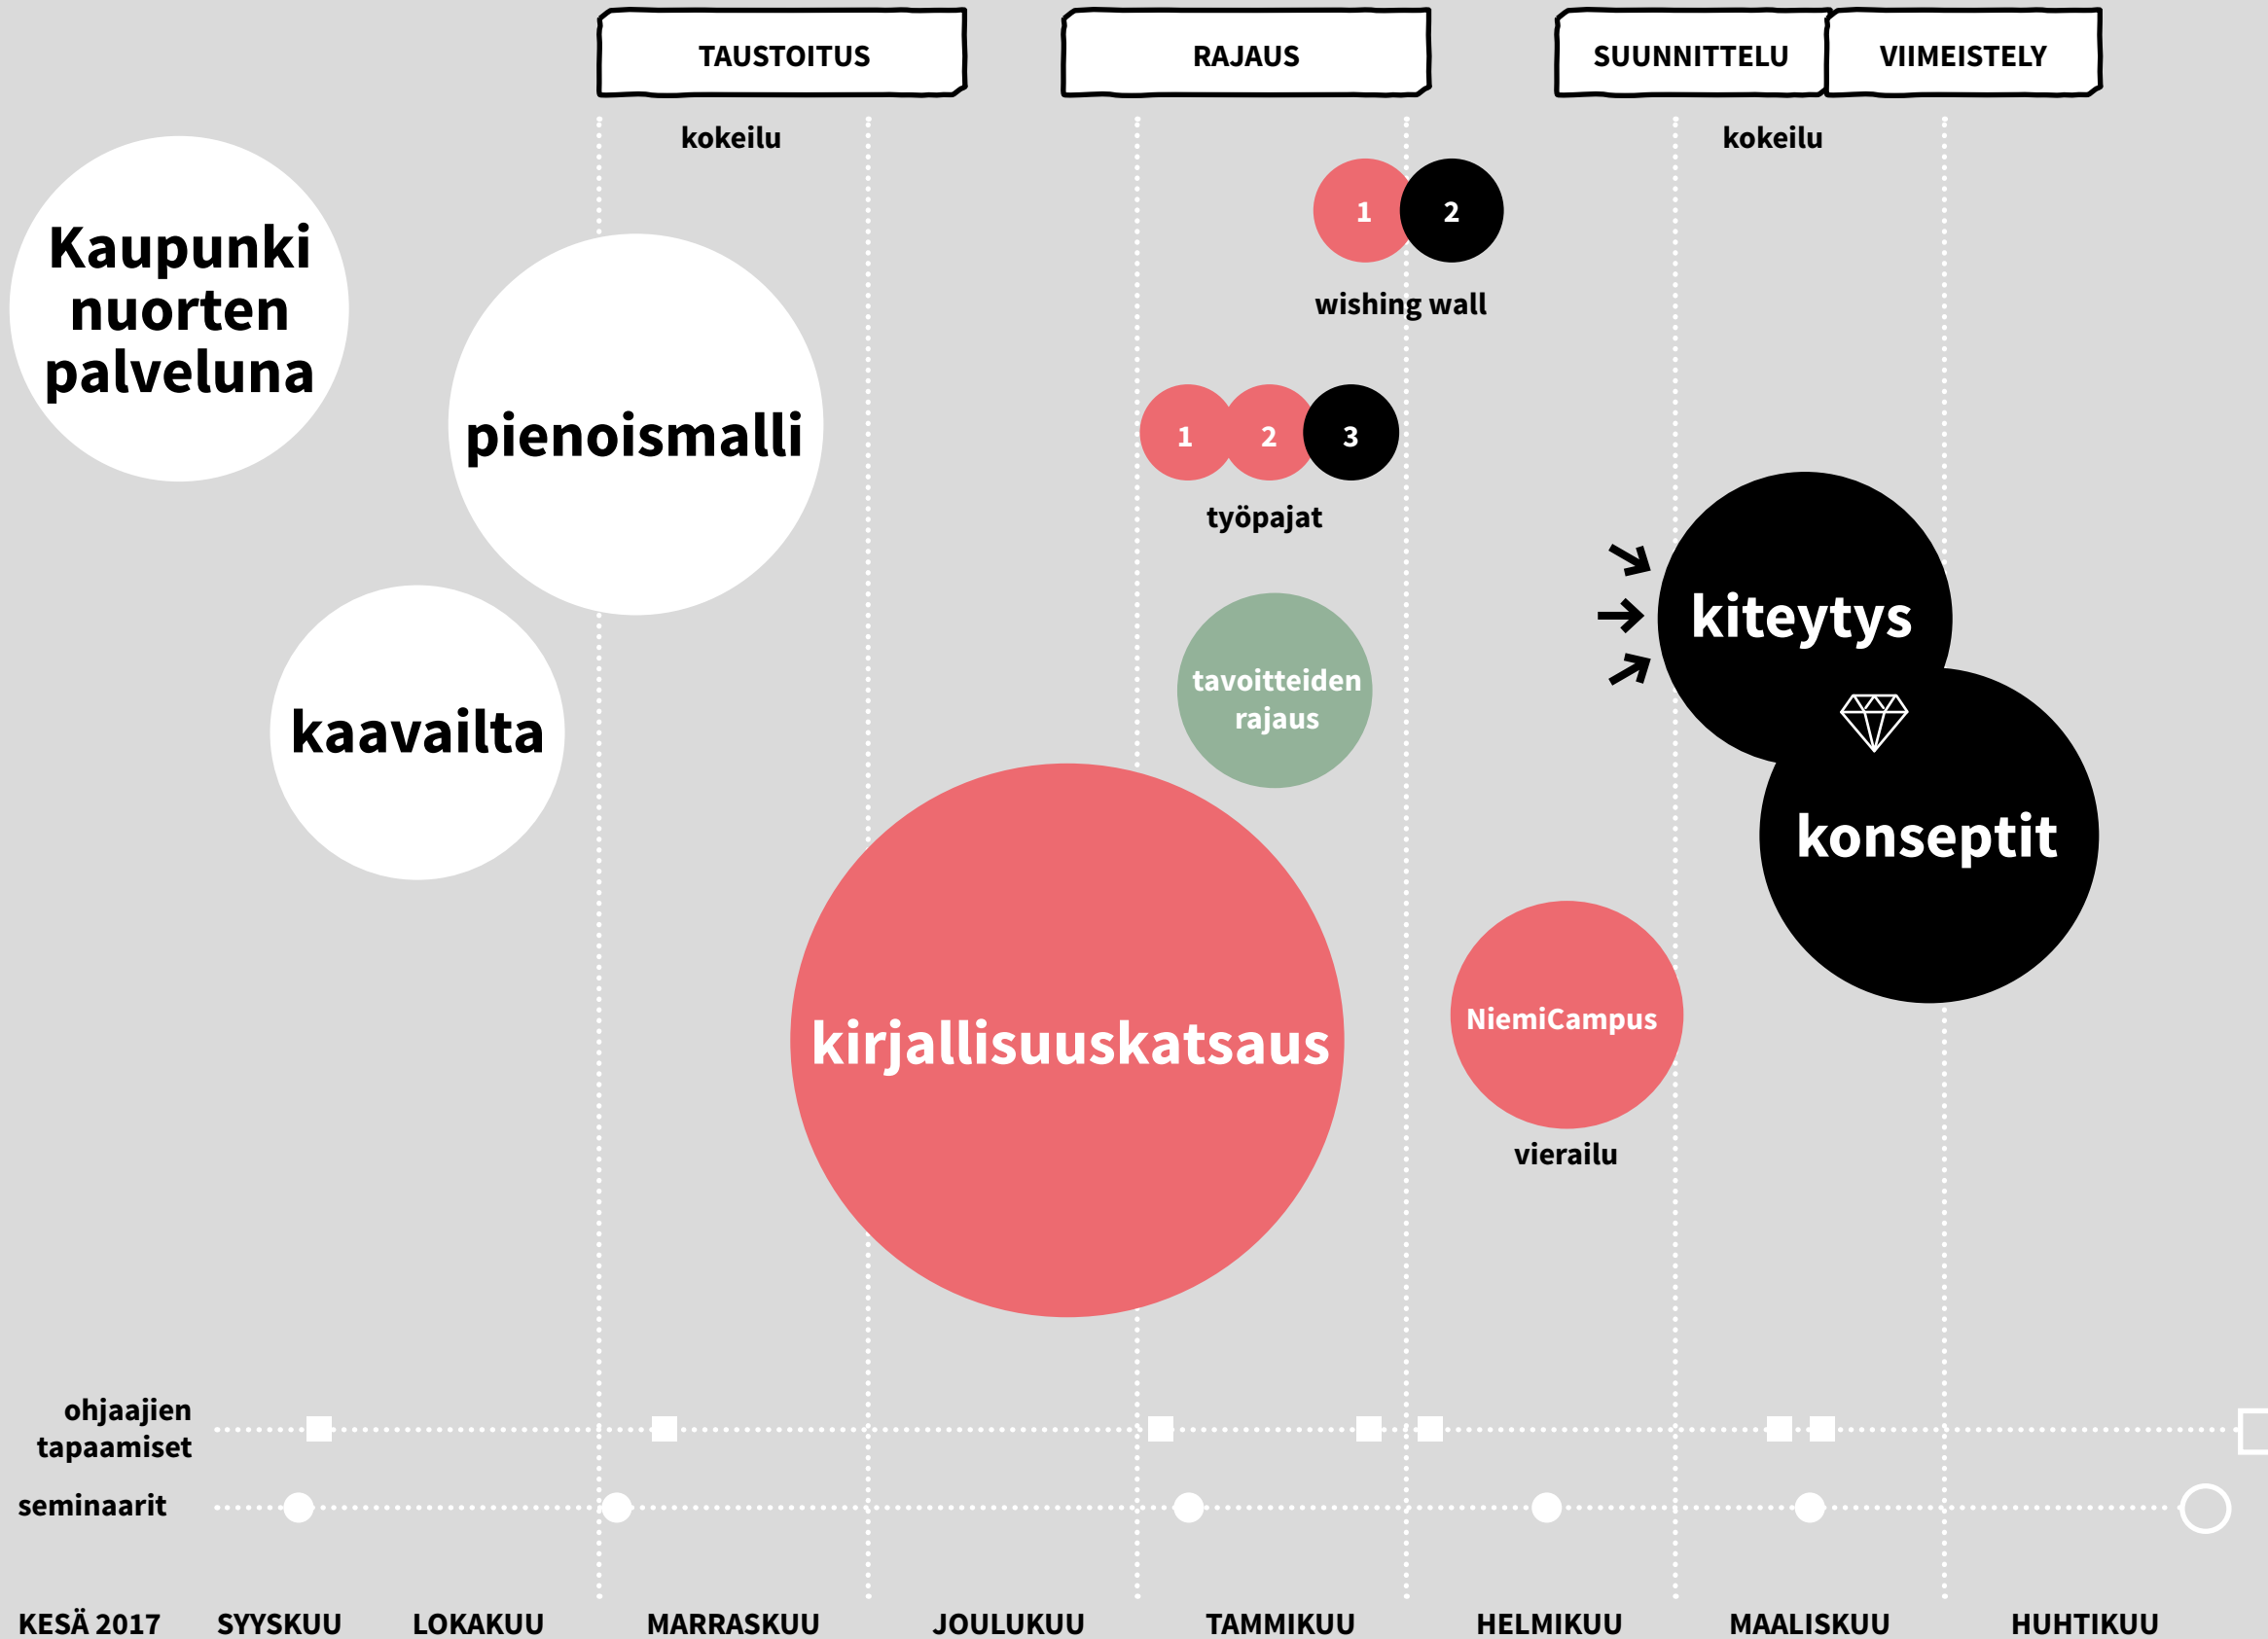 TAUSTOITUS
RAJAUS
SUUNNITTELU
VIIMEISTELY
kokeilu
kokeilu
Kaupunki
nuorten
palveluna
pienoismalli
kaavailta
1
2
wishing wall
1
2
3
työpajat
tavoitteiden
rajaus
kirjallisuuskatsaus
NiemiCampus
vierailu
kiteytys
konseptit
ohjaajien
tapaamiset
seminaarit
KESÄ 2017
SYYSKUU
LOKAKUU
MARRASKUU
JOULUKUU
TAMMIKUU
HELMIKUU
MAALISKUU
HUHTIKUU